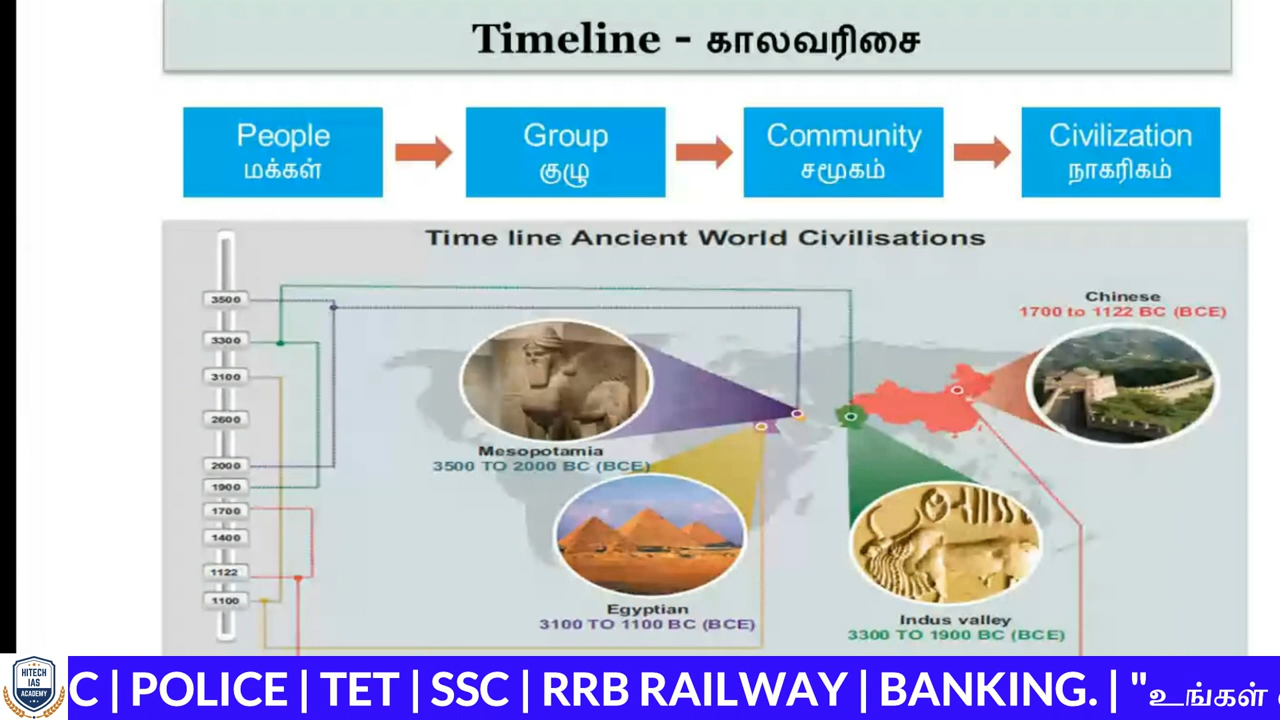 Timeline - காலவரிசை
People
மக்கள்
Group
குழு
Community
சமூகம்
Civilization
நாகரிகம்
Time line Ancient World Civilisations
3500
3300
3100
2600
2000
1900
1700
1400
1122
1100
Chinese
1700 to 1122 BC (BCE)
Mesopotamia
3500 TO 2000 BC (BCE)
Egyptian
3100 TO 1100 BC (BCE)
Indus valley
3300 TO 1900 BC (BCE)
HITECH
IAS
ACADEMY
C | POLICE | TET | SSC | RRB RAILWAY | BANKING. | "உங்கள்